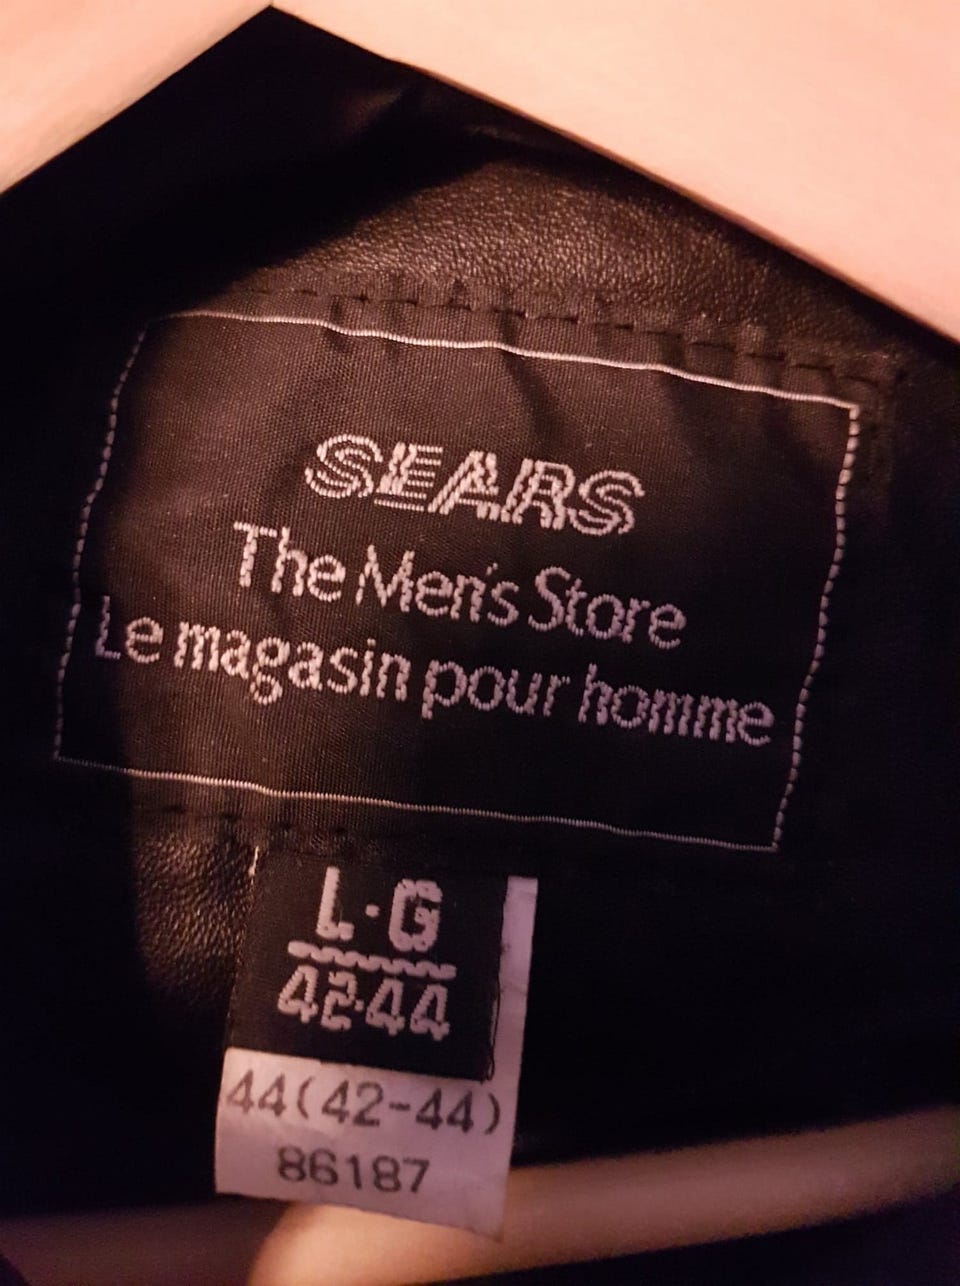 SEARS
The Men's Store
Le magasin pour homme
L·G
42·44
44(42-44)
86187